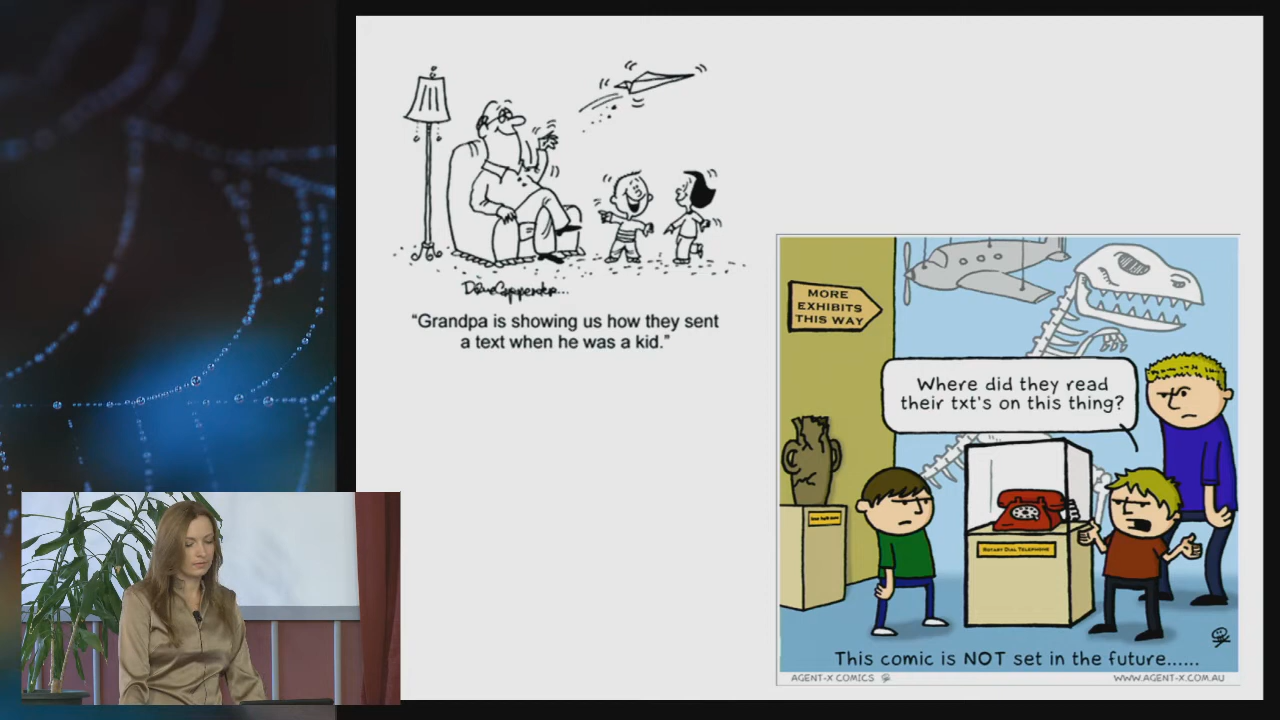 “Grandpa is showing us how they sent
a text when he was a kid.”
MORE
EXHIBITS
THIS WAY
Where did they read
their txt's on this thing?
ROTARY DIAL TELEPHONE
This comic is NOT set in the future......
AGENT-X COMICS
WWW.AGENT-X.COM.AU